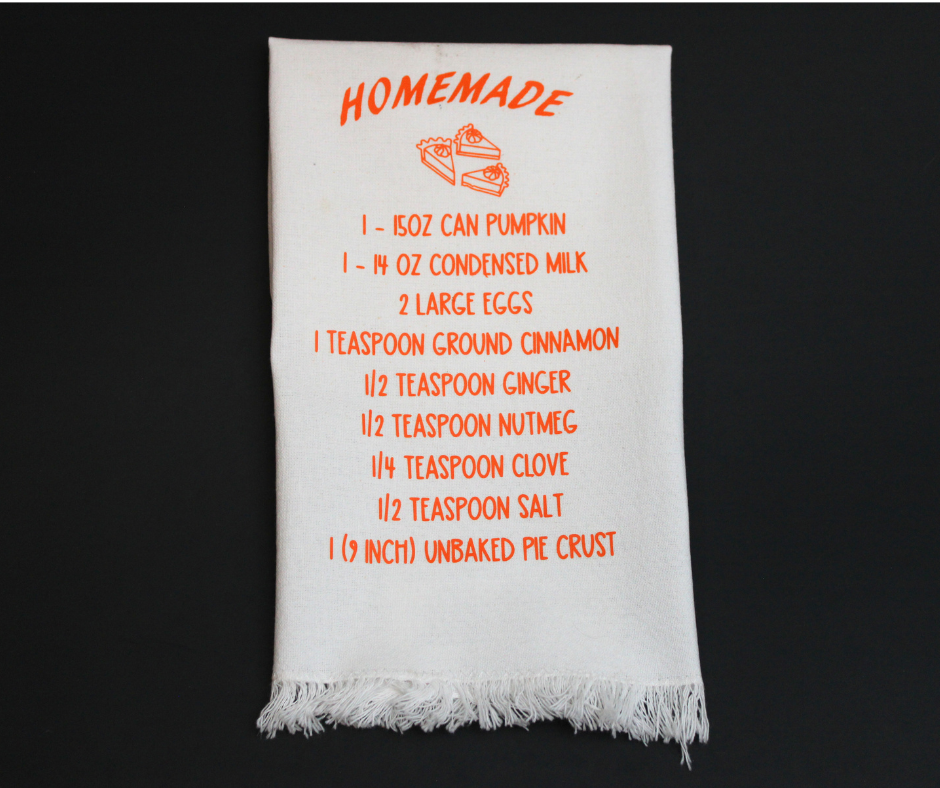 HOMEMADE
1 - 15OZ CAN PUMPKIN
1 - 14 OZ CONDENSED MILK
2 LARGE EGGS
1 TEASPOON GROUND CINNAMON
1/2 TEASPOON GINGER
1/2 TEASPOON NUTMEG
1/4 TEASPOON CLOVE
1/2 TEASPOON SALT
1 (9 INCH) UNBAKED PIE CRUST